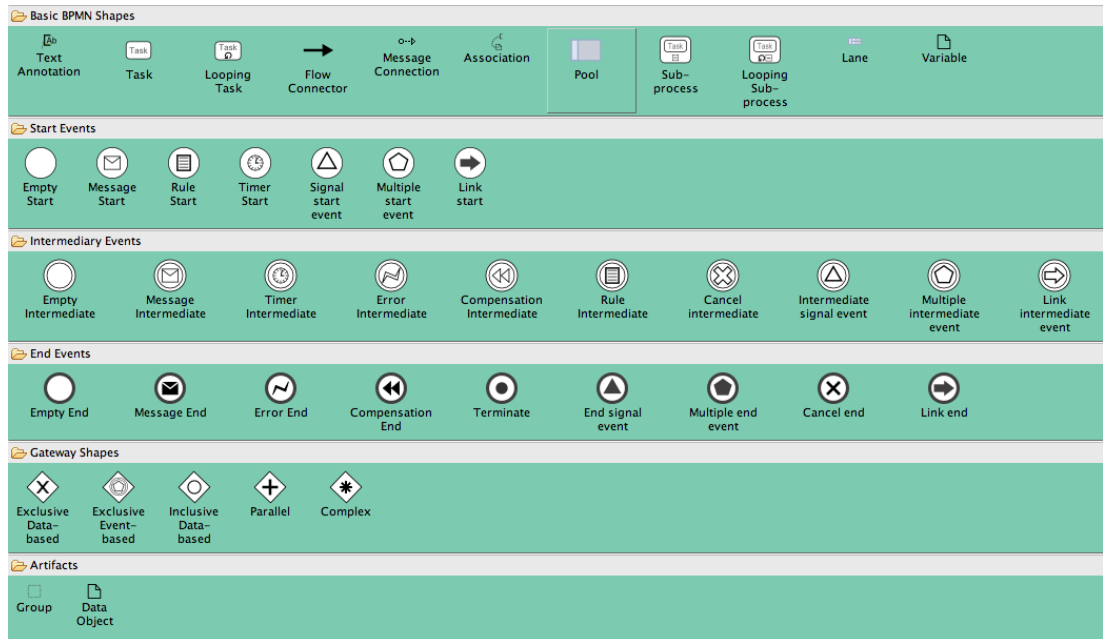 Basic BPMN Shapes
Ab
Text Annotation
Task
Task
Task
Looping Task
Flow Connector
Message Connection
Association
Pool
Task
Sub-process
Task
Looping Sub-process
Lane
Variable
Start Events
Empty Start
Message Start
Rule Start
Timer Start
Signal start event
Multiple start event
Link start
Intermediary Events
Empty Intermediate
Message Intermediate
Timer Intermediate
Error Intermediate
Compensation Intermediate
Rule Intermediate
Cancel intermediate
Intermediate signal event
Multiple intermediate event
Link intermediate event
End Events
Empty End
Message End
Error End
Compensation End
Terminate
End signal event
Multiple end event
Cancel end
Link end
Gateway Shapes
Exclusive Data-based
Exclusive Event-based
Inclusive Data-based
Parallel
Complex
Artifacts
Group
Data Object